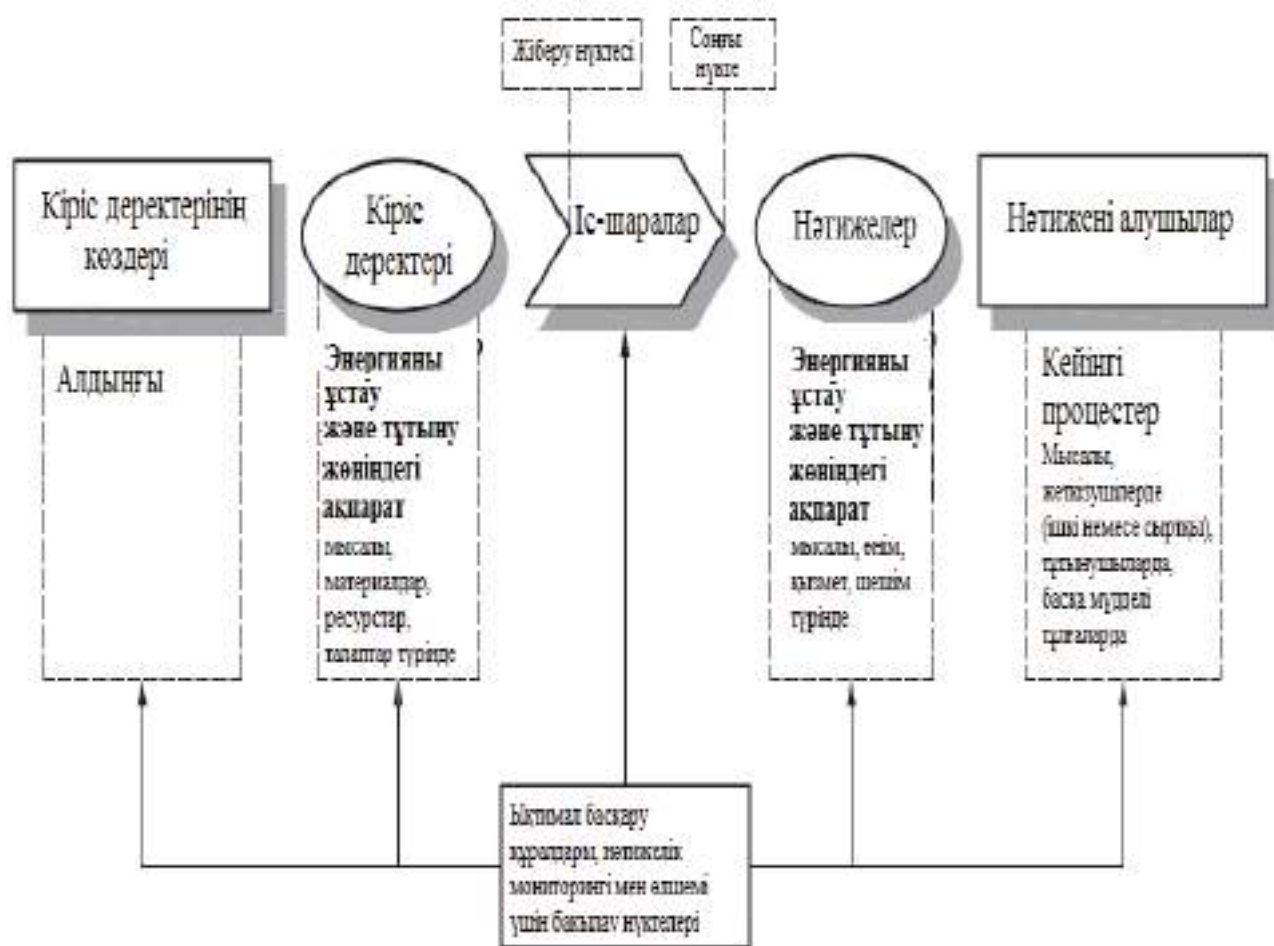 Жіберу нүктесі
Соңғы
нүкте
Кіріс деректерінің
көздері
Кіріс
деректері
Іс-шаралар
Нәтижелер
Нәтижені алушылар
Алдыңғы
Энергияны
ұстау
және тұтыну
жөніндегі
ақпарат
мысалы,
материалдар,
ресурстар,
талаптар түрінде
Энергияны
ұстау
және тұтыну
жөніндегі
ақпарат
мысалы, өнім,
қызмет, шешім
түрінде
Кейінгі
процестер
Мысалы,
жеткізушілерде
(ішкі немесе сыртқы),
тұтынушыларда,
басқа мүдделі
тұлғаларда
Ықтимал басқару
құралдары, нәтижелік
мониторингі мен өлшемі
үшін бақылау нүктелері